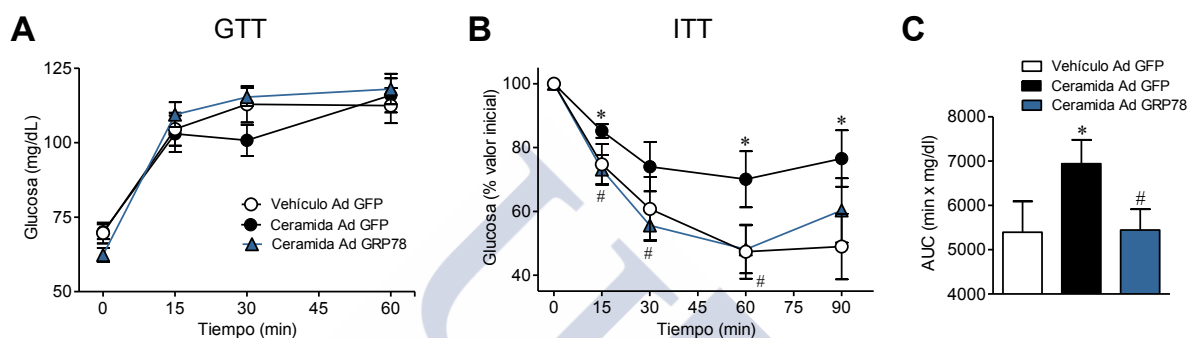 A
GTT
Glucosa (mg/dL)
125
100
75
50
0
15
30
45
60
Tiempo (min)
Vehículo Ad GFP
Ceramida Ad GFP
Ceramida Ad GRP78
B
ITT
Glucosa (% valor inicial)
100
80
60
40
*
*
*
#
#
#
0
15
30
45
60
75
90
Tiempo (min)
C
Vehículo Ad GFP
Ceramida Ad GFP
Ceramida Ad GRP78
AUC (min x mg/dl)
8000
7000
6000
5000
4000
*
#